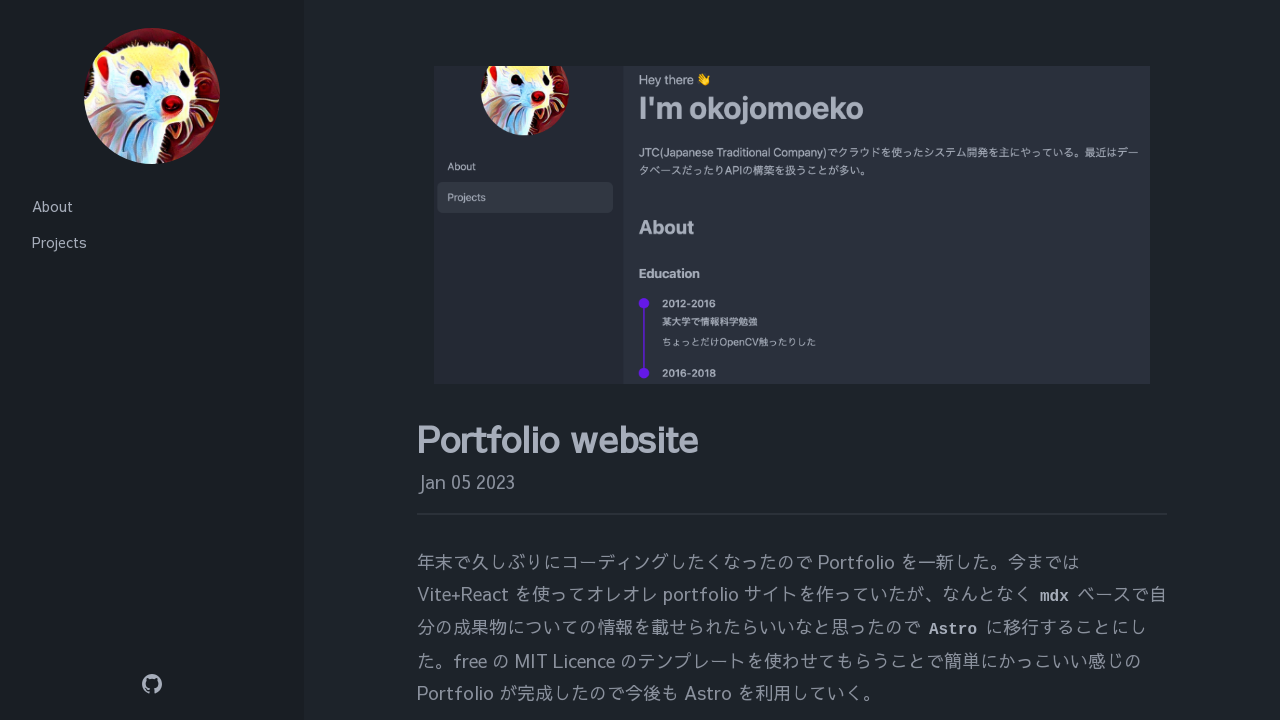 About
Projects
Hey there 👋
I'm okojomoeko
JTC(Japanese Traditional Company)でクラウドを使ったシステム開発を主にやっている。最近はデー
タベースだったりAPIの構築を扱うことが多い。
About
Projects
About
Education
2012-2016
某大学で情報科学勉強
ちょっとだけOpenCV触ったりした
2016-2018
Portfolio website
Jan 05 2023
年末で久しぶりにコーディングしたくなったので Portfolio を一新した。今までは
Vite+React を使ってオレオレ portfolio サイトを作っていたが、なんとなく mdx ベースで自
分の成果物についての情報を載せられたらいいなと思ったので Astro に移行することにし
た。free の MIT Licence のテンプレートを使わせてもらうことで簡単にかっこいい感じの
Portfolio が完成したので今後も Astro を利用していく。